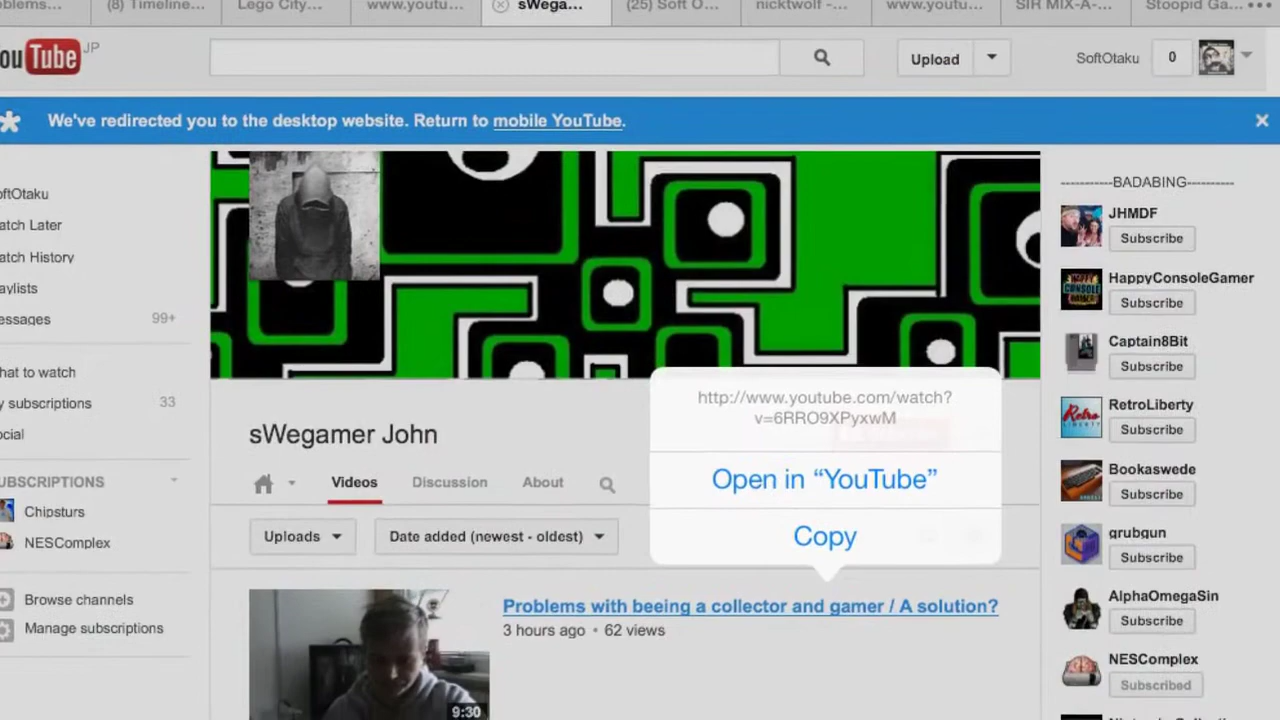 oblems...
(8) Timeline...
Lego City...
www.youtu...
sWega...
(25) Soft O...
nicktwolf -...
www.youtu...
SIR MIX-A-...
Stoopid Ga...
ouTube JP
Upload
SoftOtaku
0
We've redirected you to the desktop website. Return to mobile YouTube.
oftOtaku
atch Later
atch History
aylists
essages 99+
hat to watch
y subscriptions 33
ocial
UBSCRIPTIONS
Chipsturs
NESComplex
Browse channels
Manage subscriptions
sWegamer John
Videos
Discussion
About
Uploads
Date added (newest - oldest)
http://www.youtube.com/watch?
v=6RRO9XPyxwM
Open in “YouTube”
Copy
Problems with beeing a collector and gamer / A solution?
3 hours ago • 62 views
9:30
----------BADABING---------
JHMDF
Subscribe
HappyConsoleGamer
Subscribe
Captain8Bit
Subscribe
RetroLiberty
Subscribe
Bookaswede
Subscribe
grubgun
Subscribe
AlphaOmegaSin
Subscribe
NESComplex
Subscribed